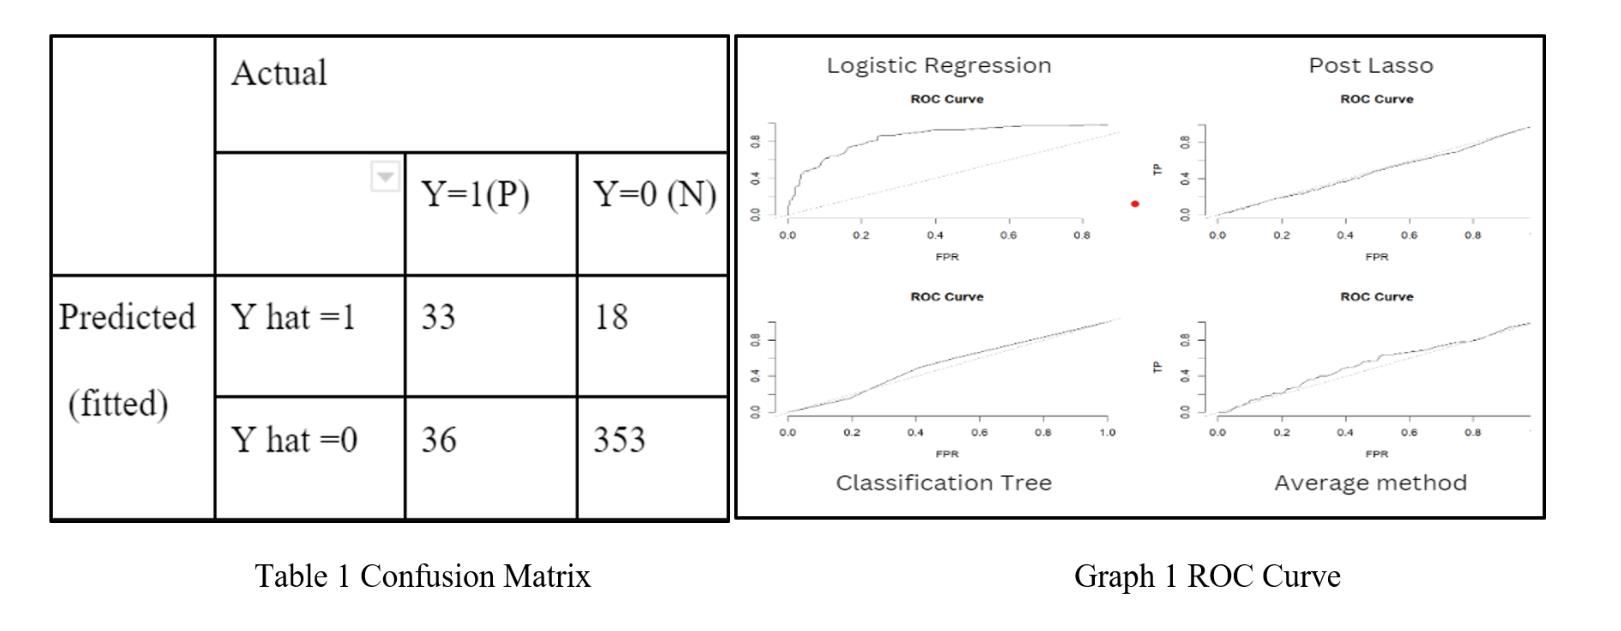 Actual
Y=1(P) Y=0 (N)
Predicted (fitted)
Y hat =1 33 18
Y hat =0 36 353
Table 1 Confusion Matrix
Logistic Regression
ROC Curve
0.0 0.4 0.8
0.0 0.2 0.4 0.6 0.8
FPR
Post Lasso
ROC Curve
TP
0.0 0.4 0.8
0.0 0.2 0.4 0.6 0.8
FPR
ROC Curve
0.0 0.4 0.8
0.0 0.2 0.4 0.6 0.8 1.0
FPR
Classification Tree
ROC Curve
TP
0.0 0.4 0.8
0.0 0.2 0.4 0.6 0.8
FPR
Average method
Graph 1 ROC Curve